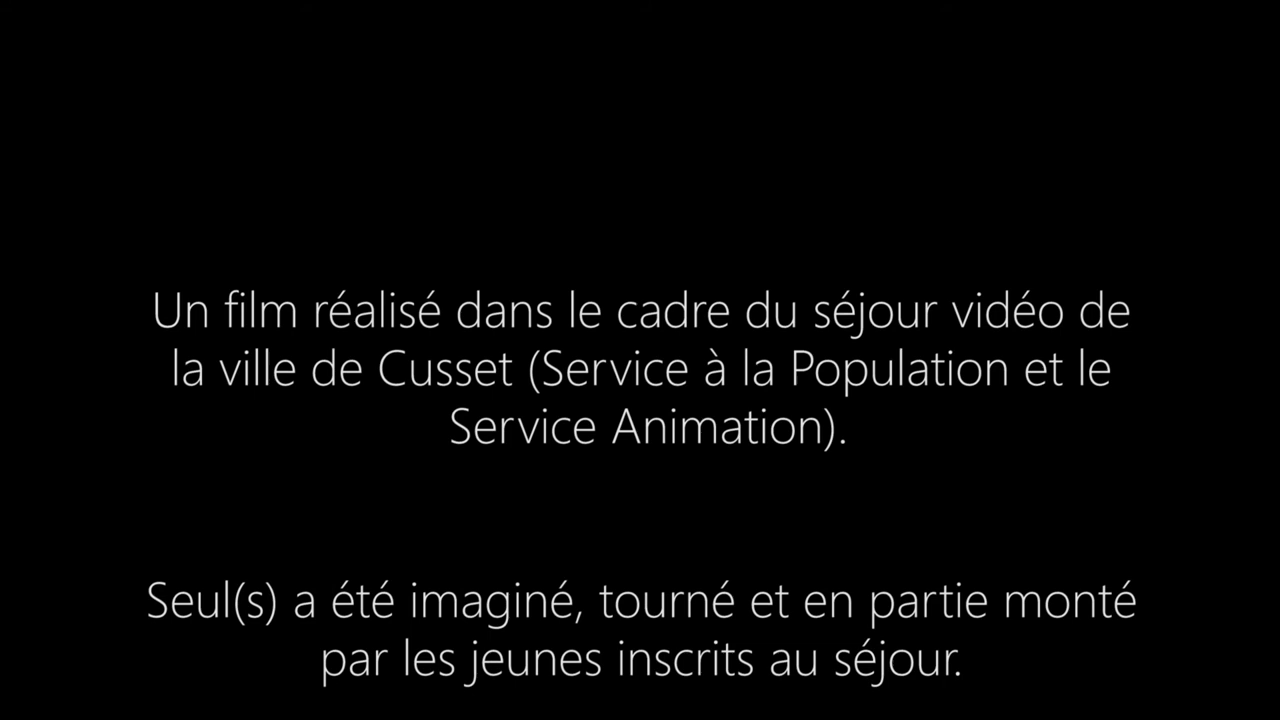 Un film réalisé dans le cadre du séjour vidéo de
la ville de Cusset (Service à la Population et le
Service Animation).
Seul(s) a été imaginé, tourné et en partie monté
par les jeunes inscrits au séjour.